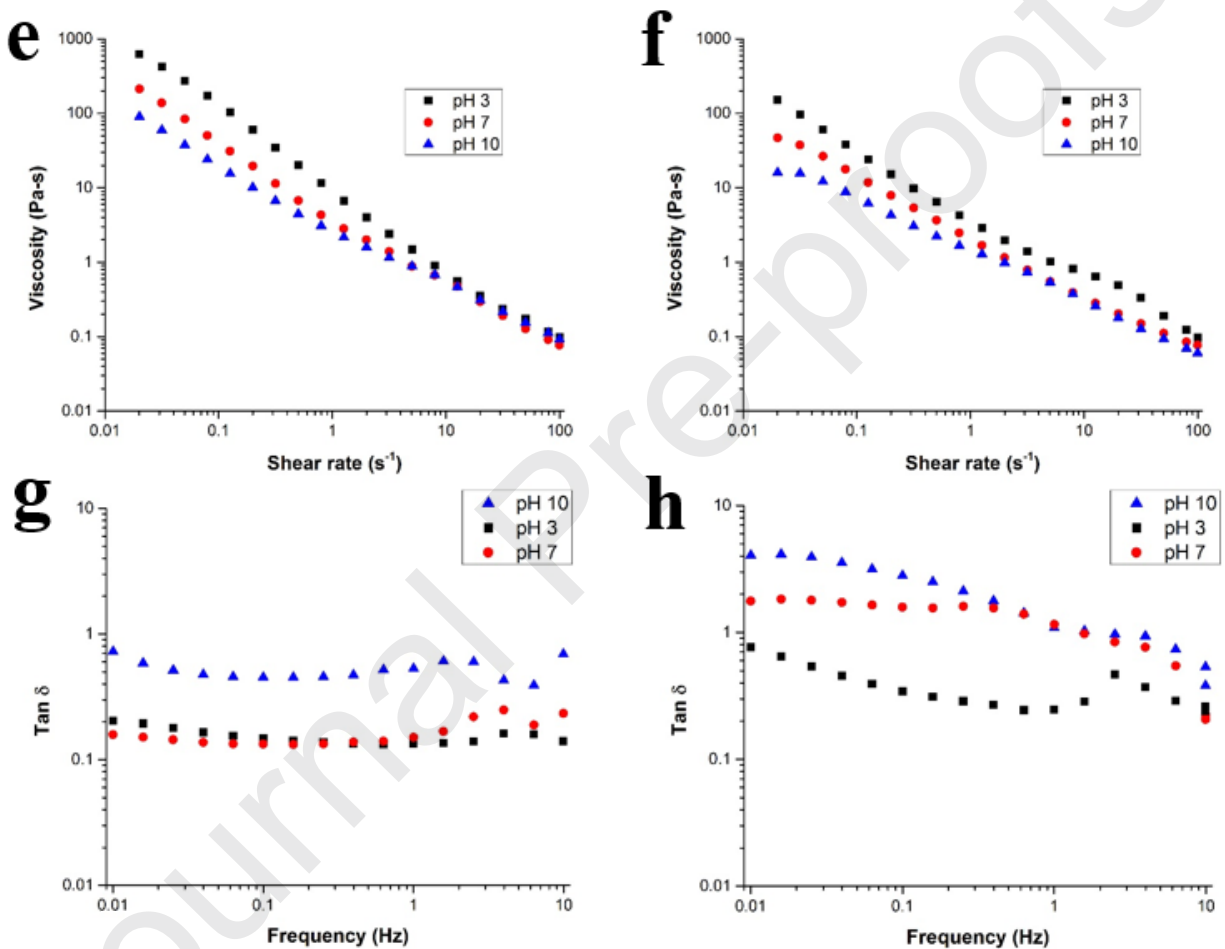 e
1000
100
10
1
0.1
0.01
Viscosity (Pa-s)
pH 3
pH 7
pH 10
0.01
0.1
1
10
100
Shear rate (s⁻¹)
f
1000
100
10
1
0.1
0.01
Viscosity (Pa-s)
pH 3
pH 7
pH 10
0.01
0.1
1
10
100
Shear rate (s⁻¹)
g
10
1
0.1
0.01
Tan δ
pH 10
pH 3
pH 7
0.01
0.1
1
10
Frequency (Hz)
h
10
1
0.1
0.01
Tan δ
pH 10
pH 3
pH 7
0.01
0.1
1
10
Frequency (Hz)
ournal Pre-proofs